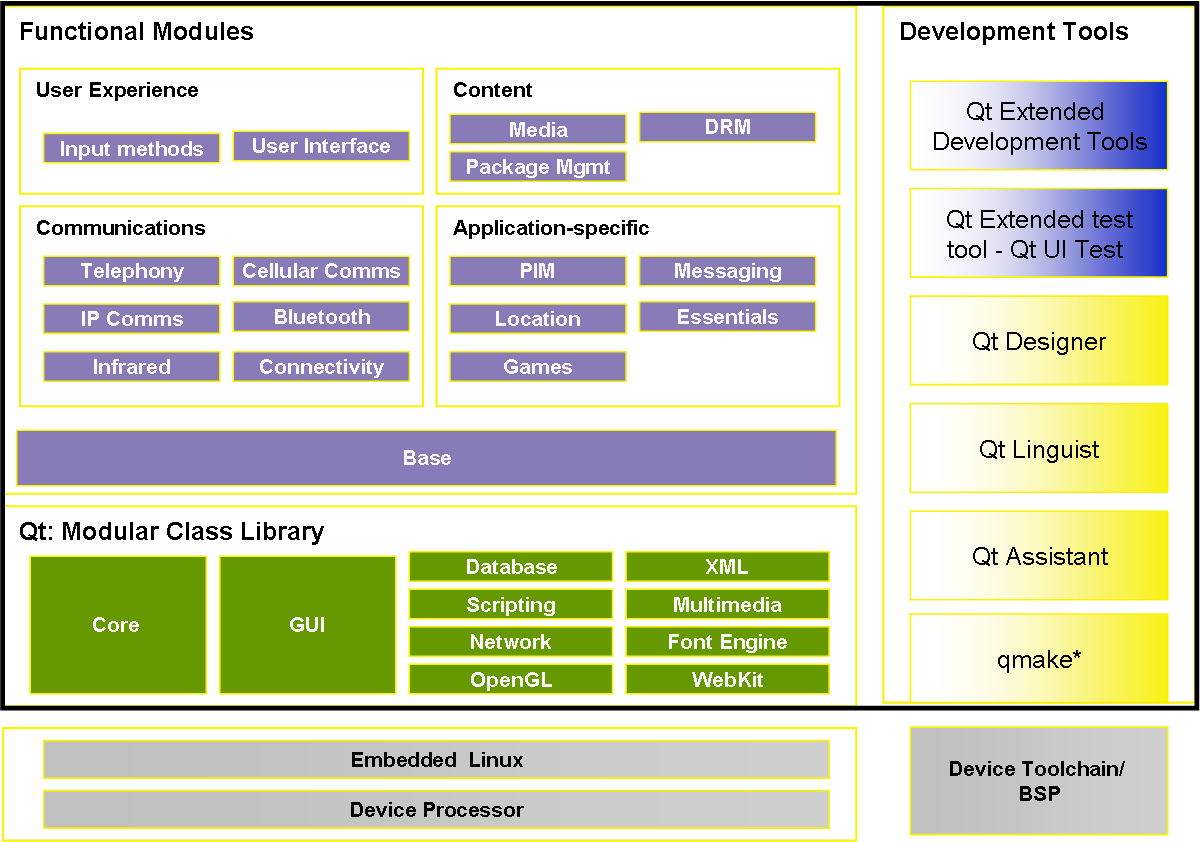 Functional Modules
User Experience
Input methods
User Interface
Content
Media
DRM
Package Mgmt
Communications
Telephony
Cellular Comms
IP Comms
Bluetooth
Infrared
Connectivity
Application-specific
PIM
Messaging
Location
Essentials
Games
Base
Qt: Modular Class Library
Core
GUI
Database
XML
Scripting
Multimedia
Network
Font Engine
OpenGL
WebKit
Embedded  Linux
Device Processor
Development Tools
Qt Extended
Development Tools
Qt Extended test
tool - Qt UI Test
Qt Designer
Qt Linguist
Qt Assistant
qmake*
Device Toolchain/
BSP